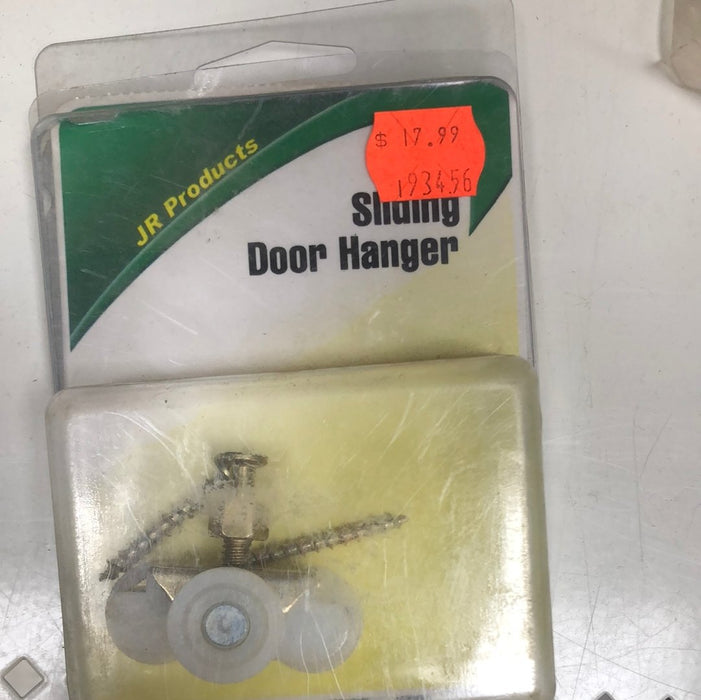 JR Products
$ 17.99
193456
Sliding
Door Hanger